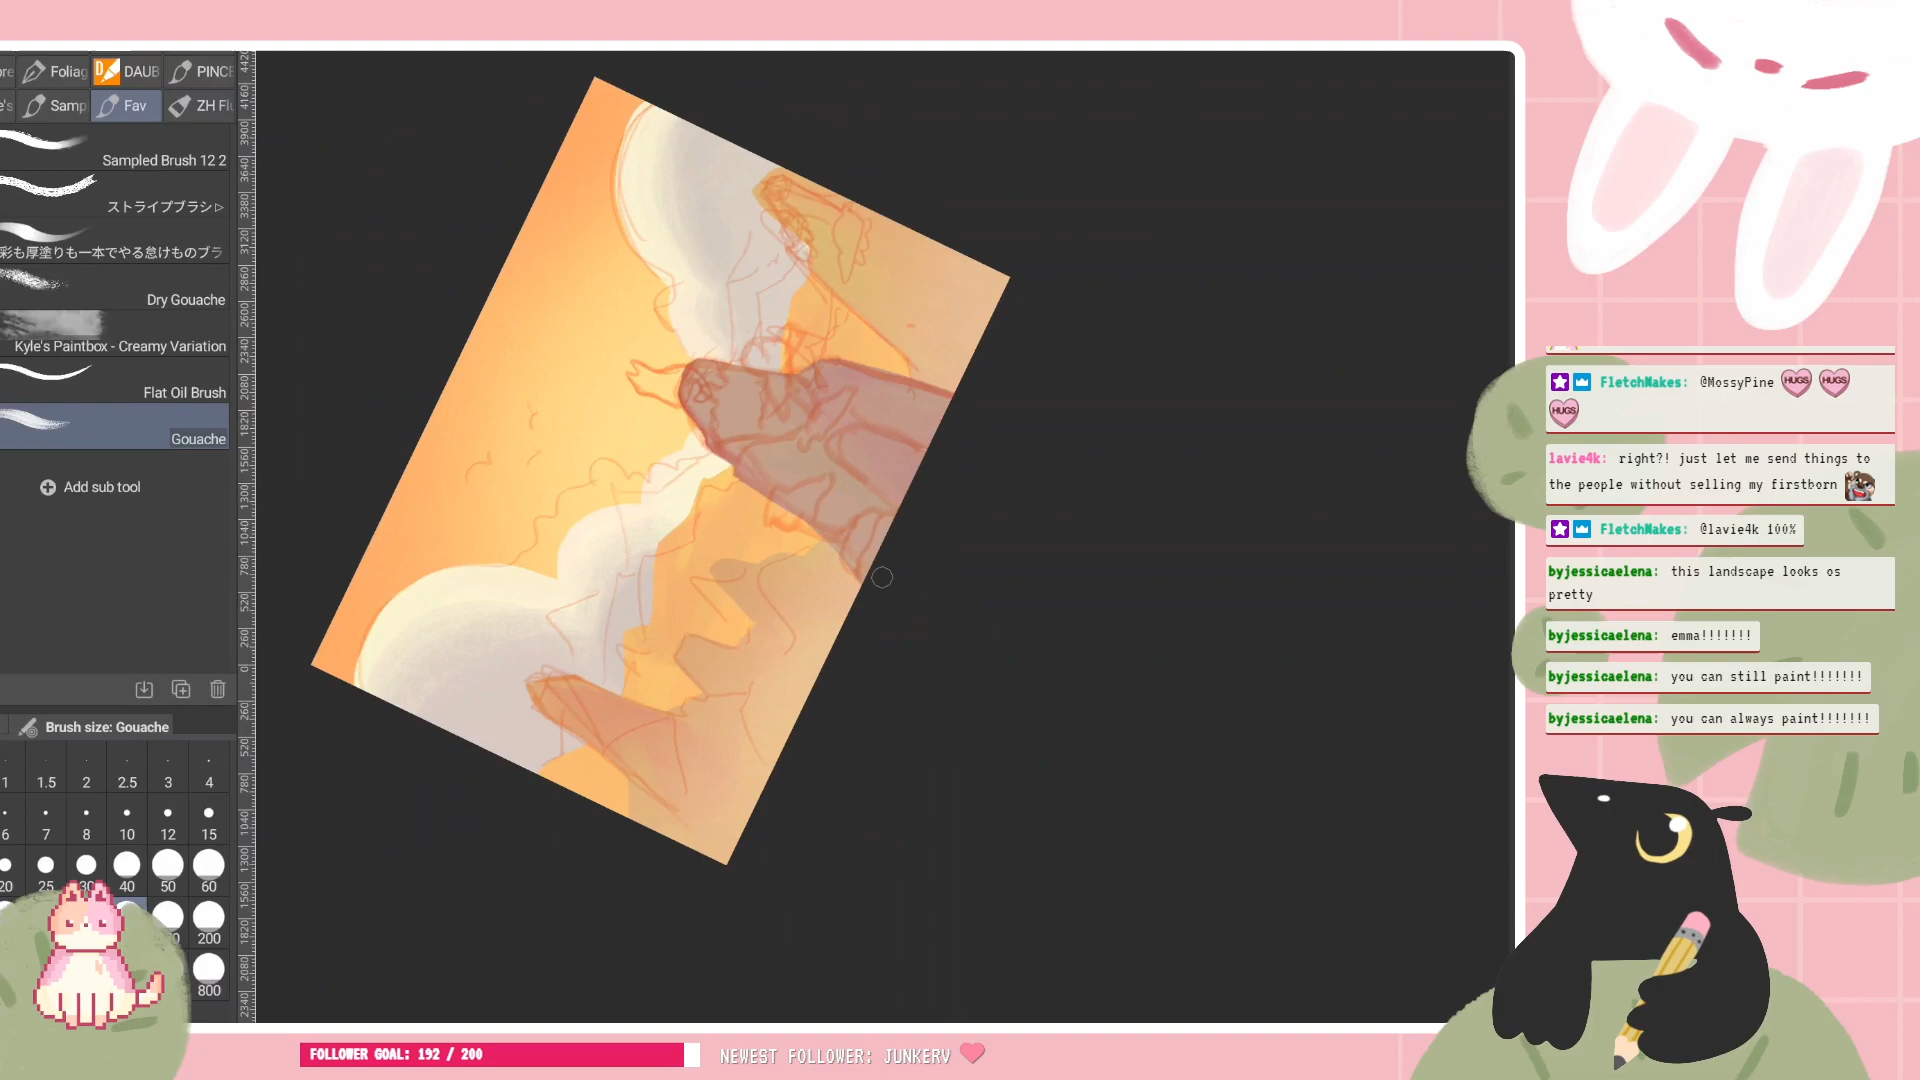 Foliag
DAUB
PINCE
Samp
Fav
ZH Fl
Sampled Brush 12 2
ストライプブラシ ▷
彩も厚塗りも一本でやる怠けものブラ
Dry Gouache
Kyle's Paintbox - Creamy Variation
Flat Oil Brush
Gouache
Add sub tool
Brush size: Gouache
1 1.5 2 2.5 3 4
6 7 8 10 12 15
20 25 30 40 50 60
200
800
FletchMakes: @MossyPine HUGS HUGS
HUGS
lavie4k: right?! just let me send things to
the people without selling my firstborn
FletchMakes: @lavie4k 100%
byjessicaelena: this landscape looks os
pretty
byjessicaelena: emma!!!!!!!
byjessicaelena: you can still paint!!!!!!!
byjessicaelena: you can always paint!!!!!!!
FOLLOWER GOAL: 192 / 200
NEWEST FOLLOWER: JUNKERV